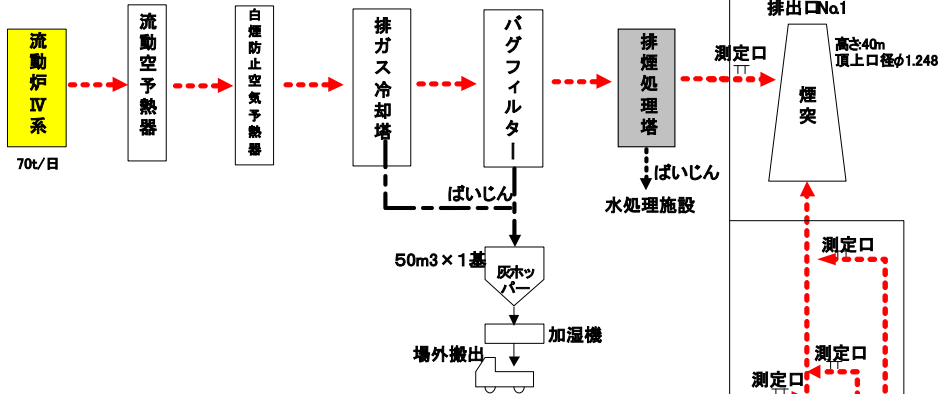 排出口No.1
高さ:40m
頂上口径φ1.248
流動炉Ⅳ系
70t/日
流動空予熱器
白煙防止空気予熱器
排ガス冷却塔
バグフィルター
排煙処理塔
測定口
煙突
ばいじん
ばいじん
水処理施設
50m3×1基
灰ホッ
パー
加湿機
場外搬出
測定口
測定口
測定口